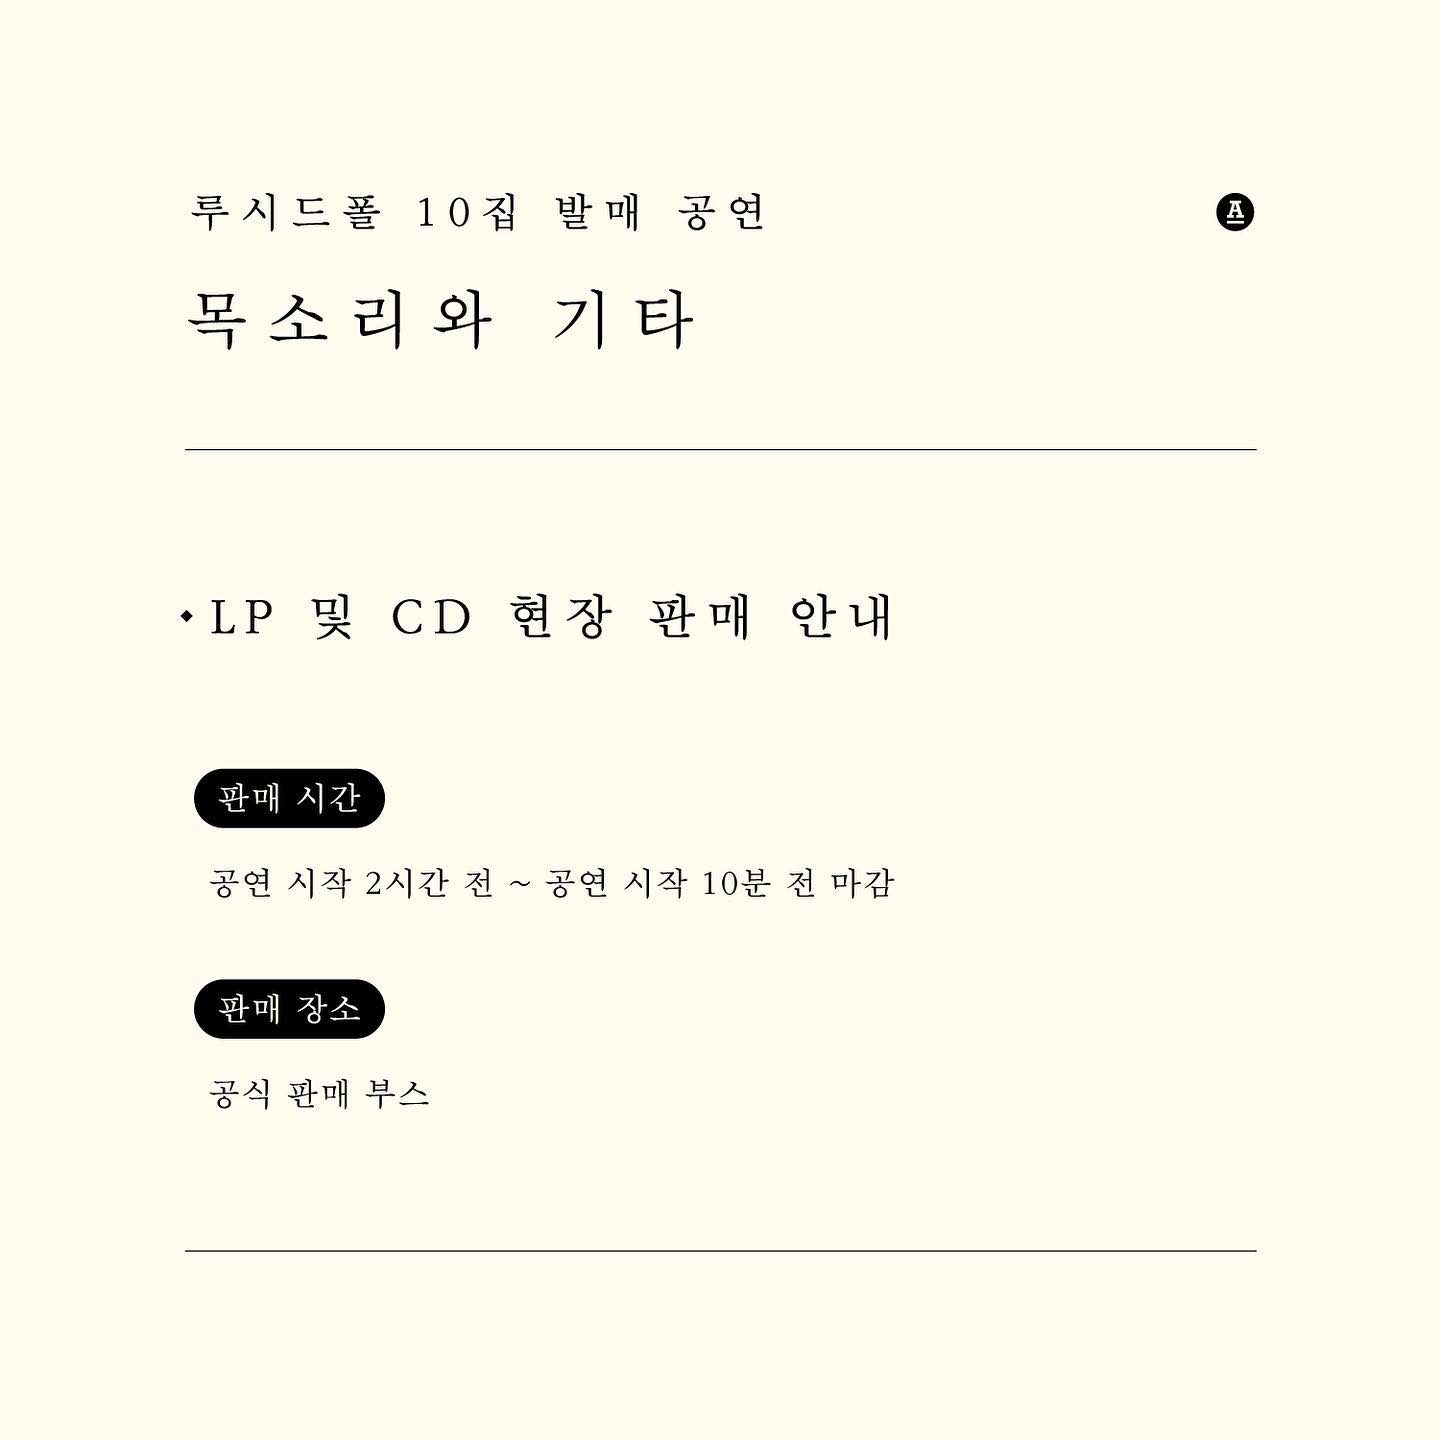 루시드폴 10집 발매 공연
A
목소리와 기타
LP 및 CD 현장 판매 안내
판매 시간
공연 시작 2시간 전 ~ 공연 시작 10분 전 마감
판매 장소
공식 판매 부스